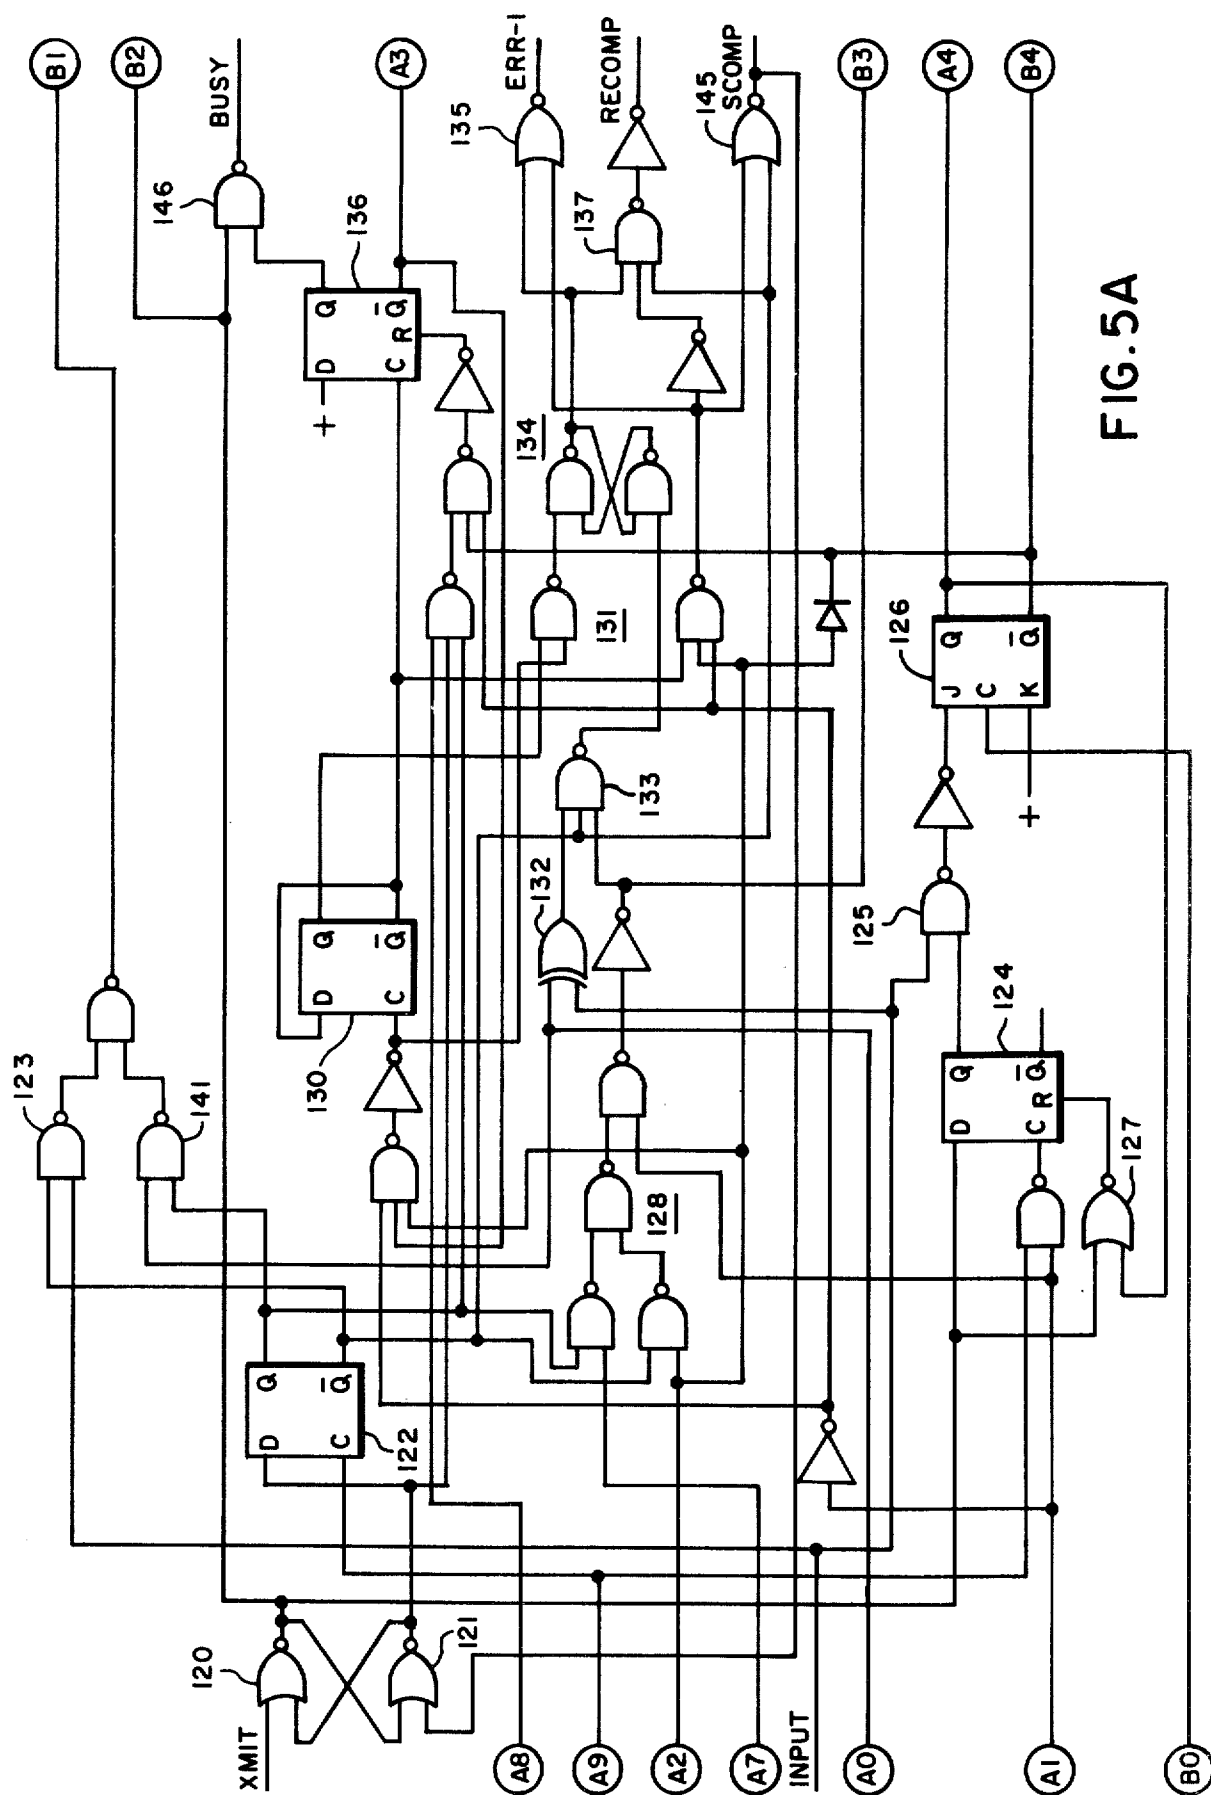 B1
B2
BUSY
A3
ERR-1
RECOMP
SCOMP
B3
A4
B4
146
136
135
137
145
D
Q
C
Q̅
R
+
134
131
126
J
Q
C
K
Q̅
+
133
132
125
124
123
141
130
D
Q
C
Q̅
128
D
Q
C
Q̅
R
127
122
D
Q
C
Q̅
120
121
XMIT
A8
A9
A2
A7
INPUT
A0
A1
B0
FIG.5A